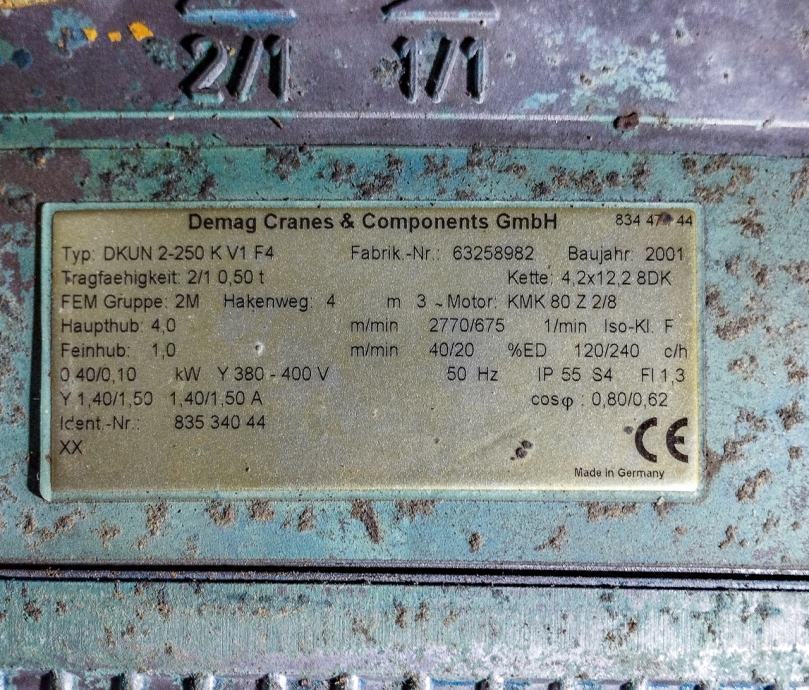 2/1 1/1
Demag Cranes & Components GmbH 834 44
Typ: DKUN 2-250 K V1 F4 Fabrik.-Nr.: 63258982 Baujahr: 2001
Tragfaehigkeit: 2/1 0,50 t Kette: 4,2x12,2 8DK
FEM Gruppe: 2M Hakenweg: 4 m 3 ~ Motor: KMK 80 Z 2/8
Haupthub: 4,0 m/min 2770/675 1/min Iso-Kl. F
Feinhub: 1,0 m/min 40/20 %ED 120/240 c/h
0,40/0,10 kW Y 380 - 400 V 50 Hz IP 55 S4 FI 1,3
Y 1,40/1,50 1,40/1,50 A cosφ : 0,80/0,62
Ident.-Nr.: 835 340 44
XX
CE
Made in Germany